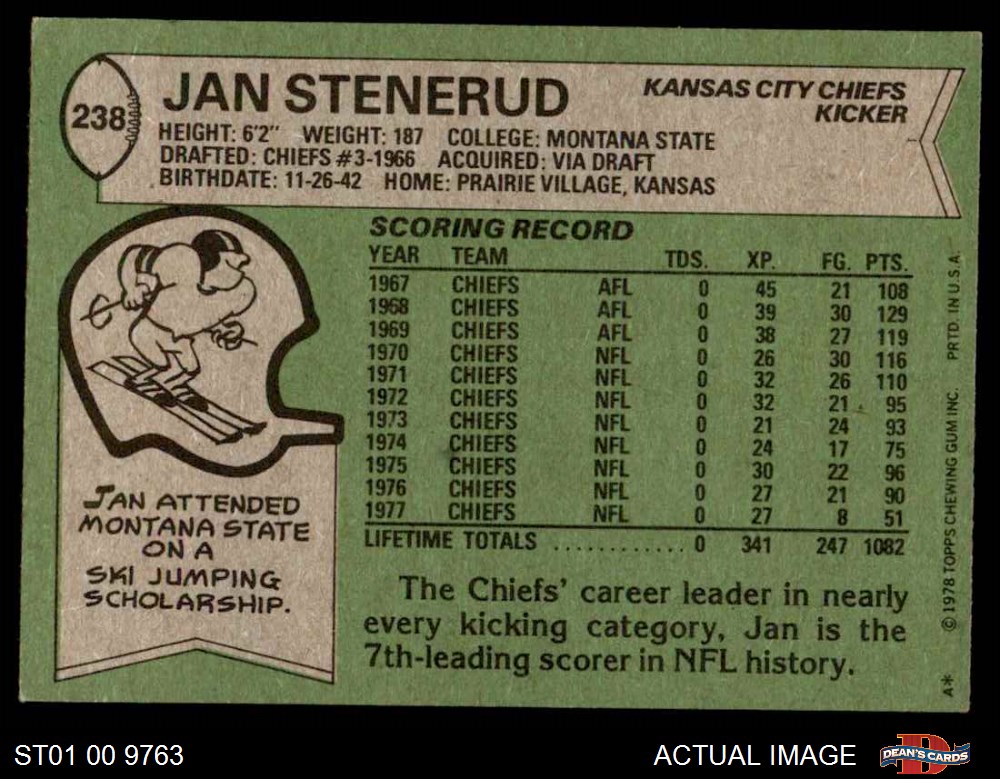 238
JAN STENERUD
KANSAS CITY CHIEFS
KICKER
HEIGHT: 6'2" WEIGHT: 187 COLLEGE: MONTANA STATE
DRAFTED: CHIEFS #3-1966 ACQUIRED: VIA DRAFT
BIRTHDATE: 11-26-42 HOME: PRAIRIE VILLAGE, KANSAS
SCORING RECORD
YEAR TEAM TDS. XP. FG. PTS.
1967 CHIEFS AFL 0 45 21 108
1968 CHIEFS AFL 0 39 30 129
1969 CHIEFS AFL 0 38 27 119
1970 CHIEFS NFL 0 26 30 116
1971 CHIEFS NFL 0 32 26 110
1972 CHIEFS NFL 0 32 21 95
1973 CHIEFS NFL 0 21 24 93
1974 CHIEFS NFL 0 24 17 75
1975 CHIEFS NFL 0 30 22 96
1976 CHIEFS NFL 0 27 21 90
1977 CHIEFS NFL 0 27 8 51
LIFETIME TOTALS ............ 0 341 247 1082
The Chiefs' career leader in nearly
every kicking category, Jan is the
7th-leading scorer in NFL history.
JAN ATTENDED
MONTANA STATE
ON A
SKI JUMPING
SCHOLARSHIP.
A* ©1978 TOPPS CHEWING GUM INC. PRTD. IN U.S.A.
ST01 00 9763
ACTUAL IMAGE
DEAN'S CARDS